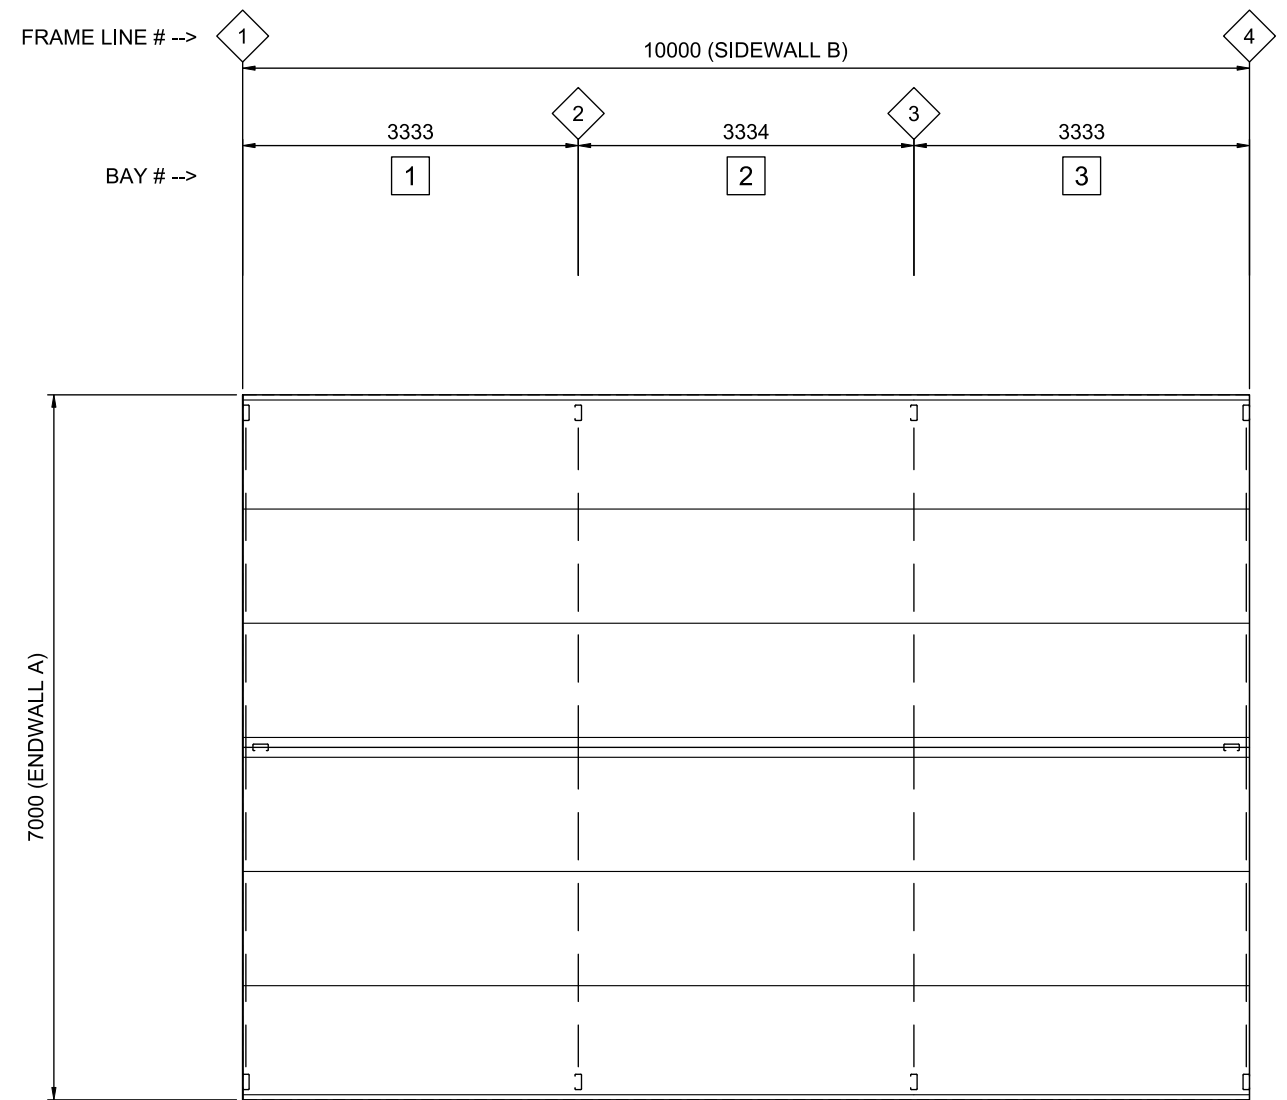 FRAME LINE # -->
1
4
10000 (SIDEWALL B)
2
3
3333
3334
3333
BAY # -->
1
2
3
7000 (ENDWALL A)